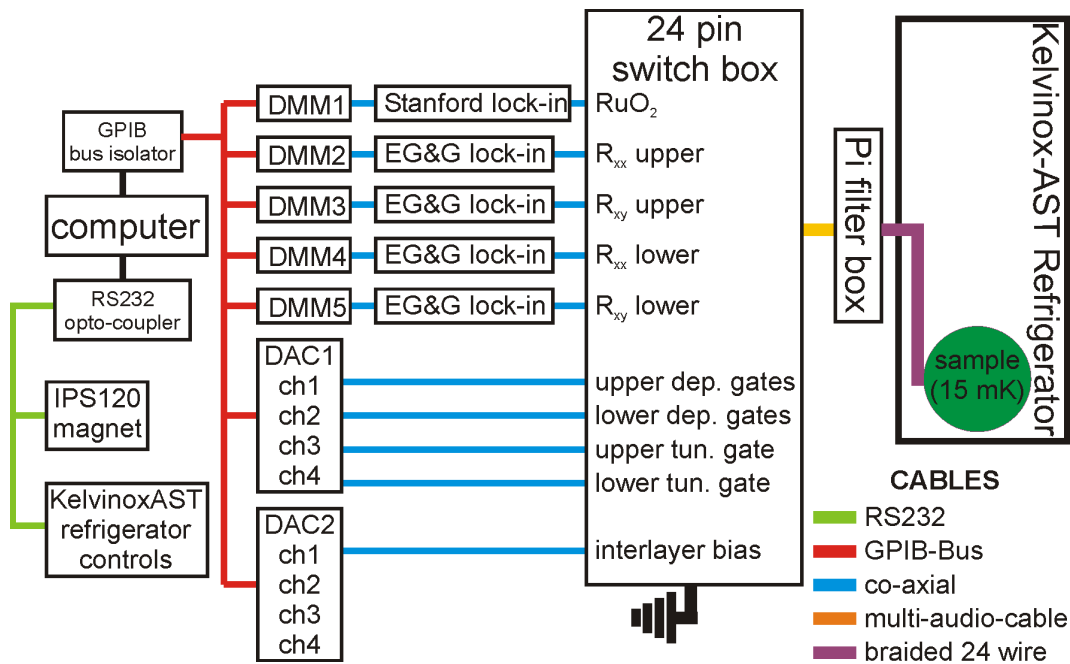 GPIB
bus isolator
computer
RS232
opto-coupler
IPS120
magnet
KelvinoxAST
refrigerator
controls
DMM1
Stanford lock-in
DMM2
EG&G lock-in
DMM3
EG&G lock-in
DMM4
EG&G lock-in
DMM5
EG&G lock-in
DAC1
ch1
ch2
ch3
ch4
DAC2
ch1
ch2
ch3
ch4
24 pin
switch box
RuO₂
Rxx upper
Rxy upper
Rxx lower
Rxy lower
upper dep. gates
lower dep. gates
upper tun. gate
lower tun. gate
interlayer bias
Pi filter box
Kelvinox-AST Refrigerator
sample
(15 mK)
CABLES
RS232
GPIB-Bus
co-axial
multi-audio-cable
braided 24 wire